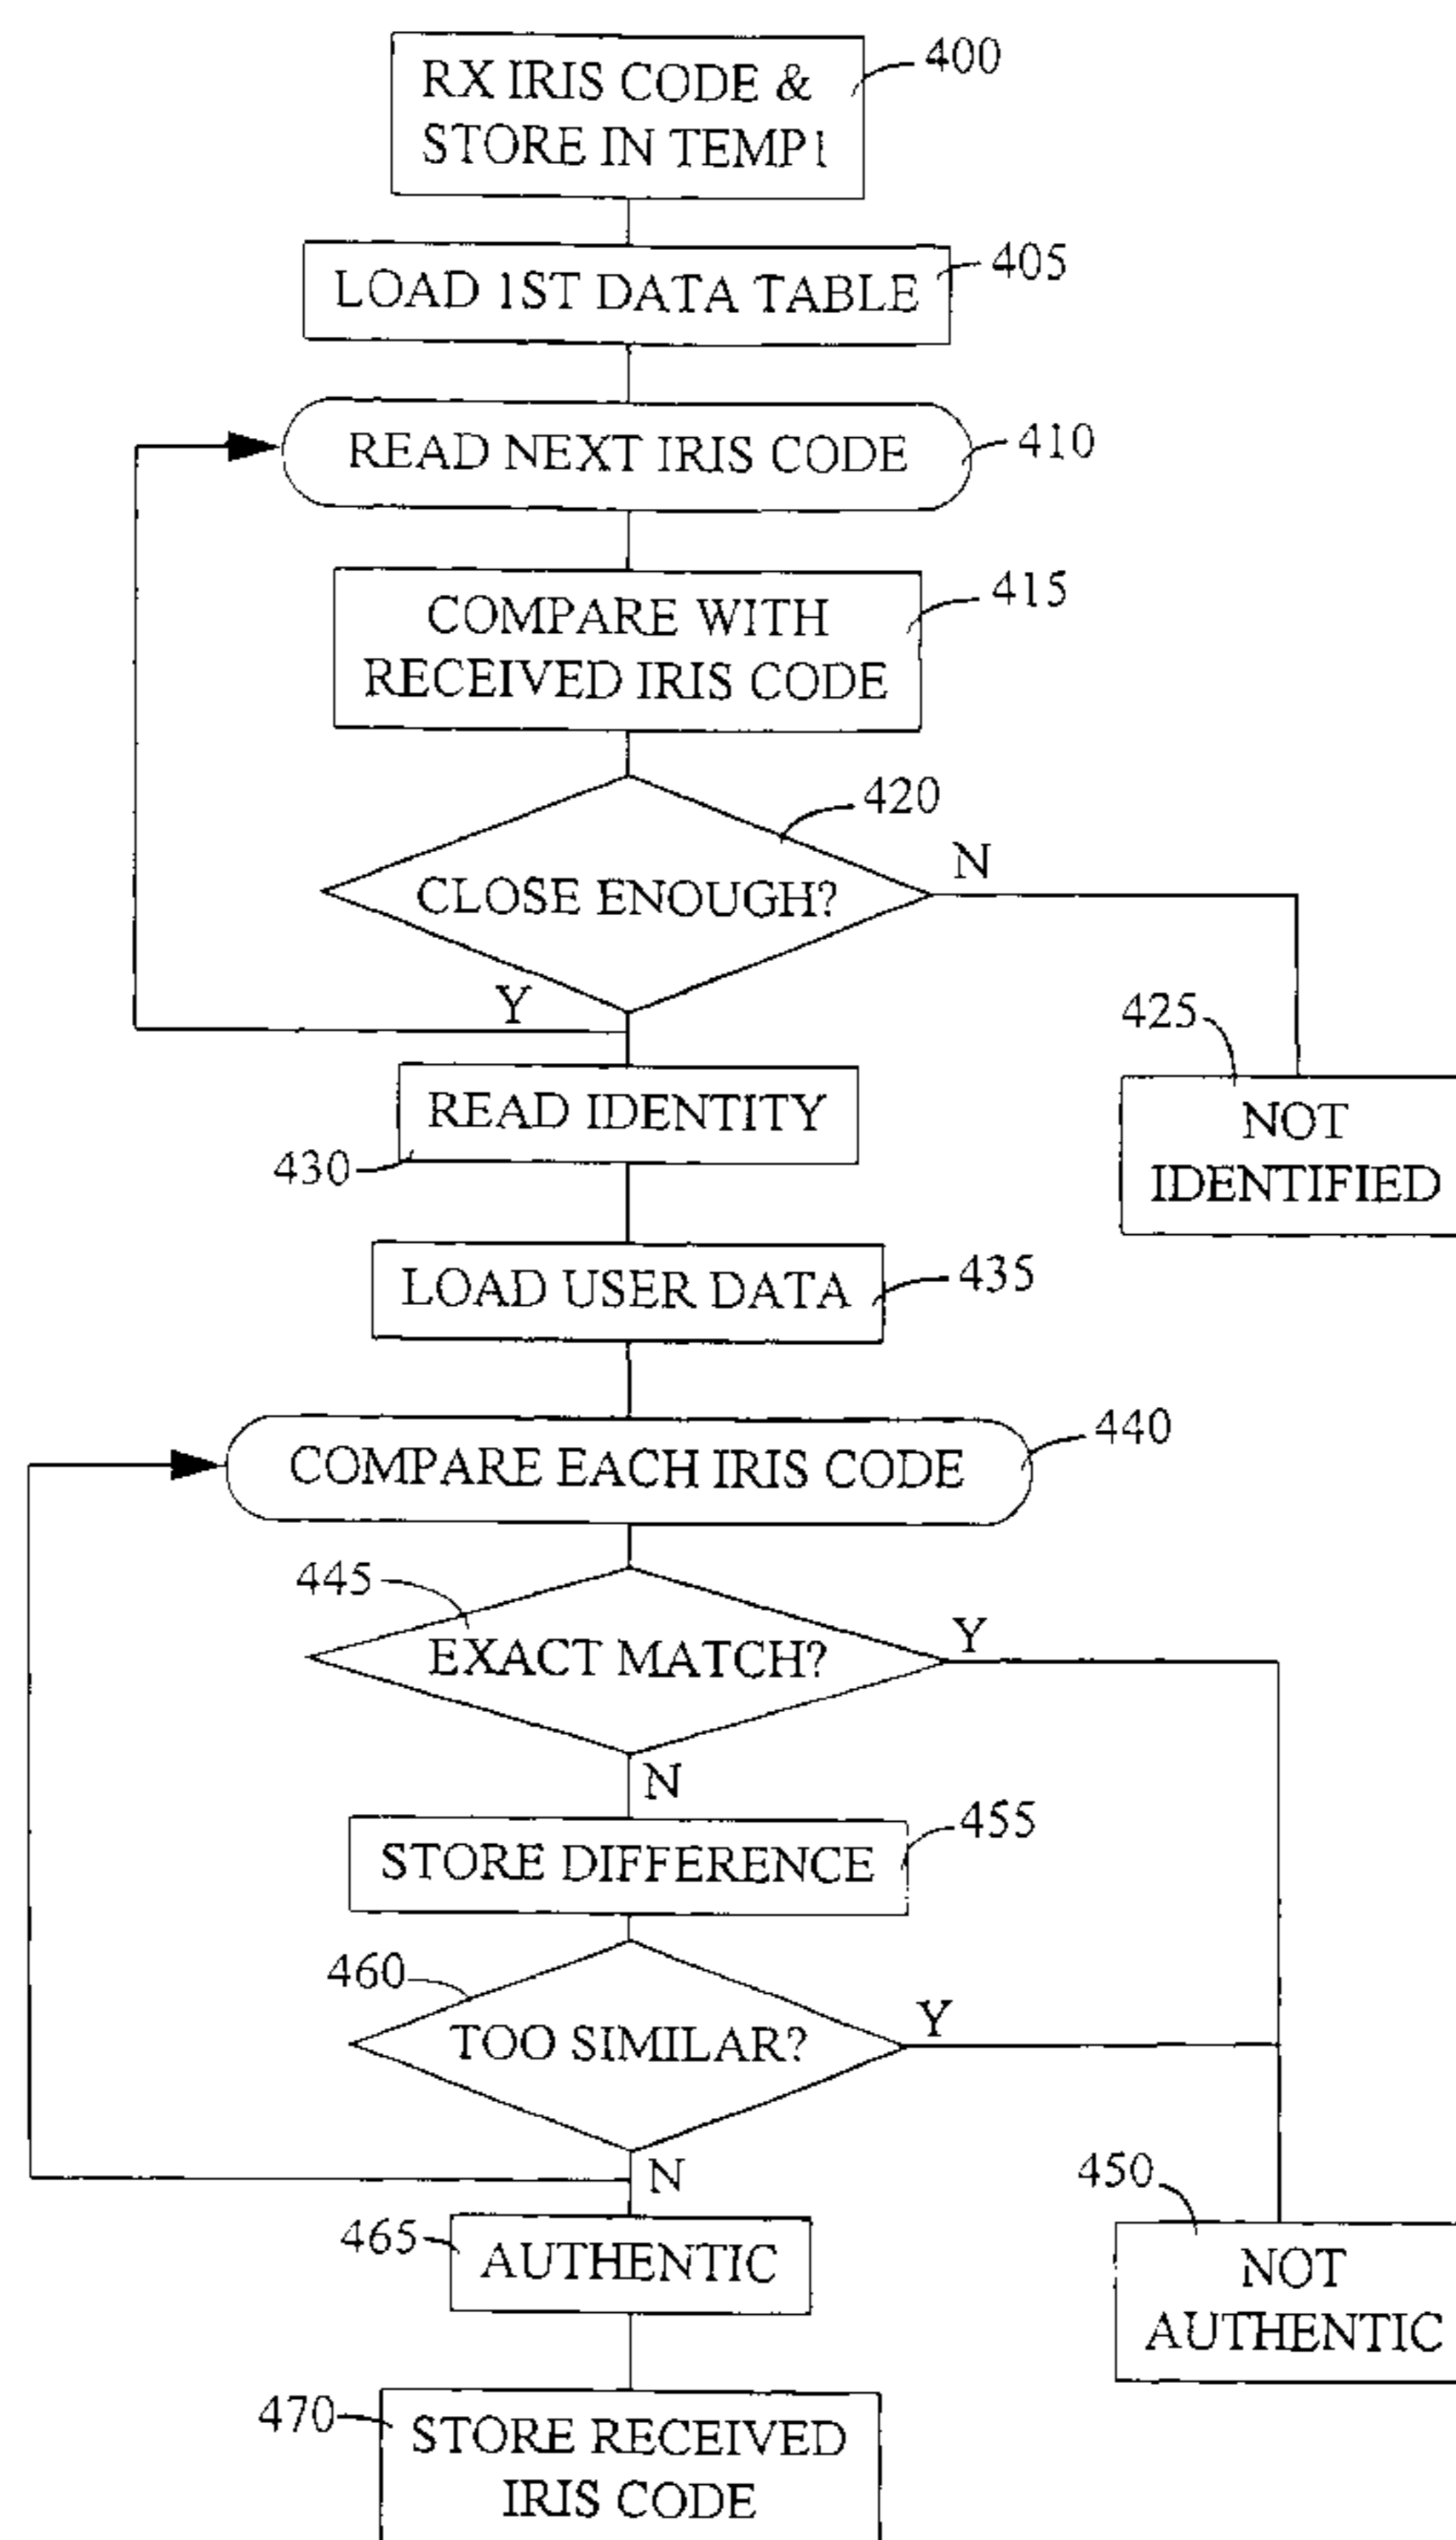 RX IRIS CODE &
STORE IN TEMP1
400
LOAD 1ST DATA TABLE
405
READ NEXT IRIS CODE
410
COMPARE WITH
RECEIVED IRIS CODE
415
420
CLOSE ENOUGH?
N
Y
425
NOT
IDENTIFIED
READ IDENTITY
430
LOAD USER DATA
435
COMPARE EACH IRIS CODE
440
445
EXACT MATCH?
Y
N
STORE DIFFERENCE
455
460
TOO SIMILAR?
Y
N
450
NOT
AUTHENTIC
465
AUTHENTIC
470
STORE RECEIVED
IRIS CODE